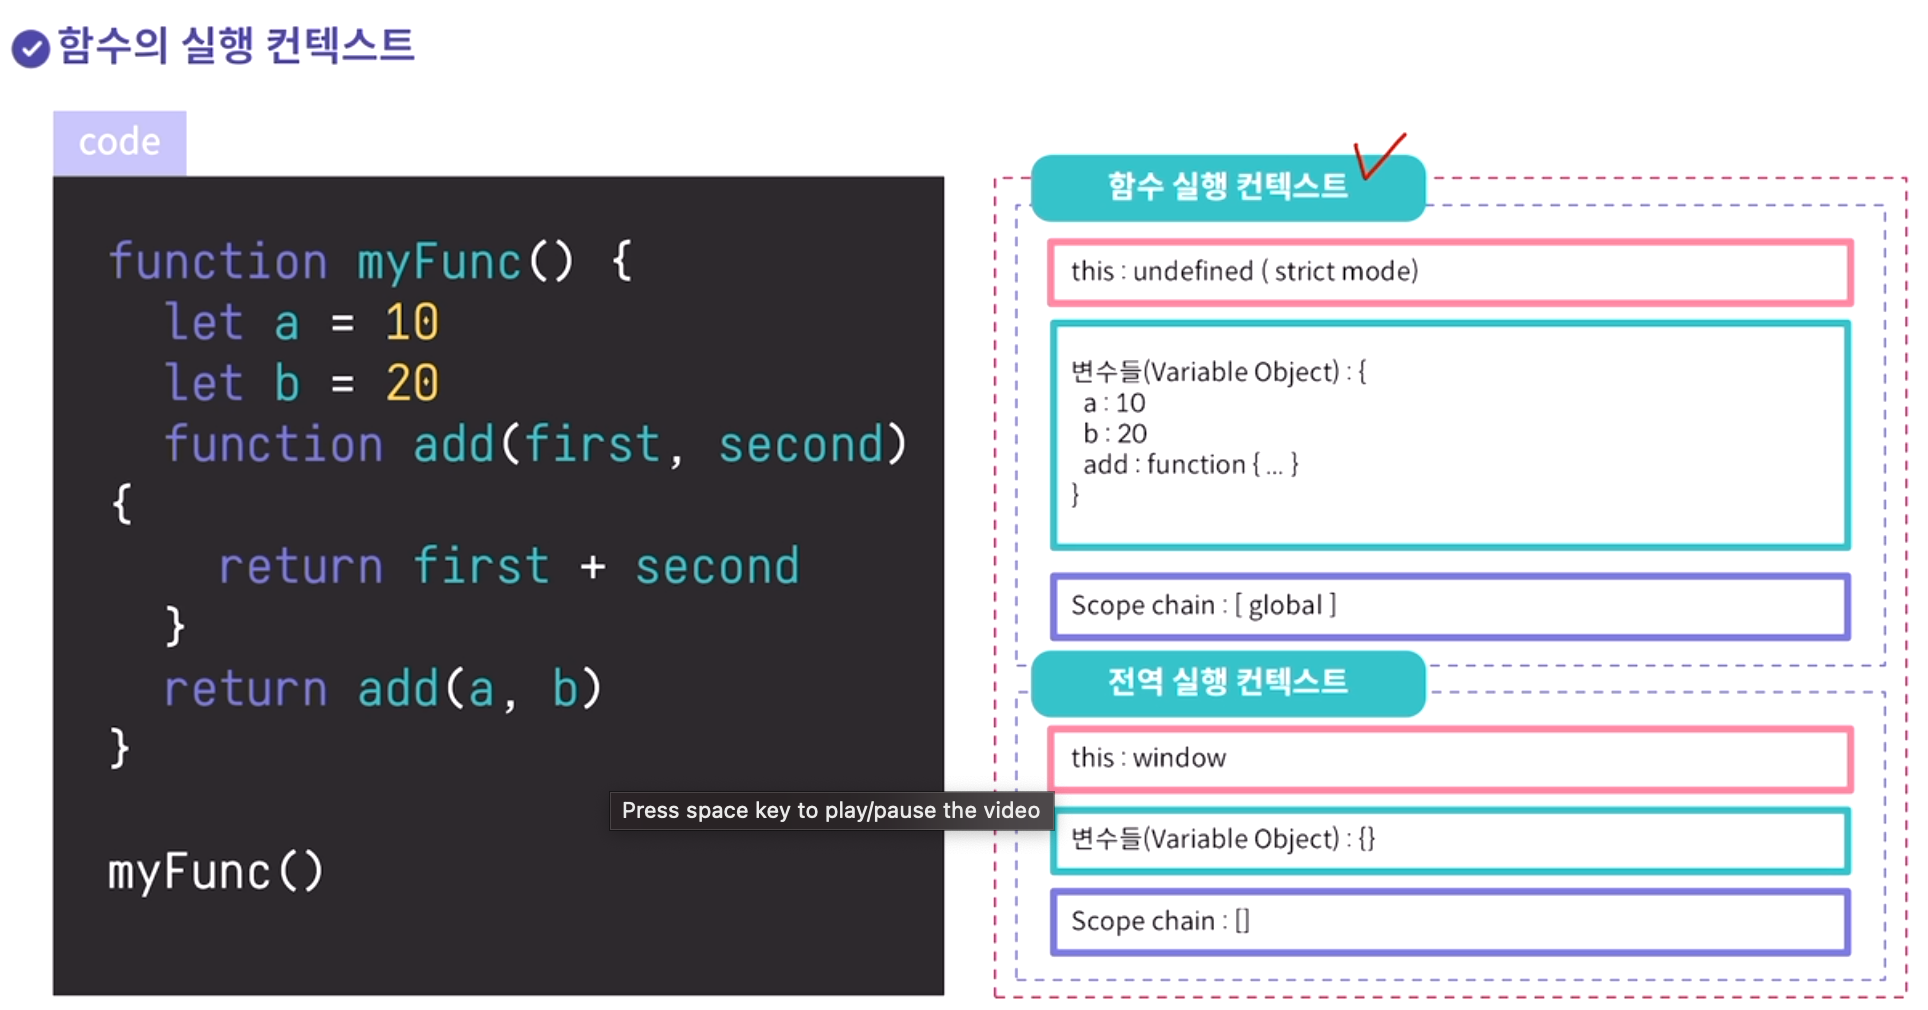 함수의 실행 컨텍스트
code
function myFunc() {
let a = 10
let b = 20
function add(first, second)
{
return first + second
}
return add(a, b)
}
myFunc()
함수 실행 컨텍스트
this : undefined ( strict mode)
변수들(Variable Object) : {
a : 10
b : 20
add : function { ... }
}
Scope chain : [ global ]
전역 실행 컨텍스트
this : window
Press space key to play/pause the video
변수들(Variable Object) : {}
Scope chain : []